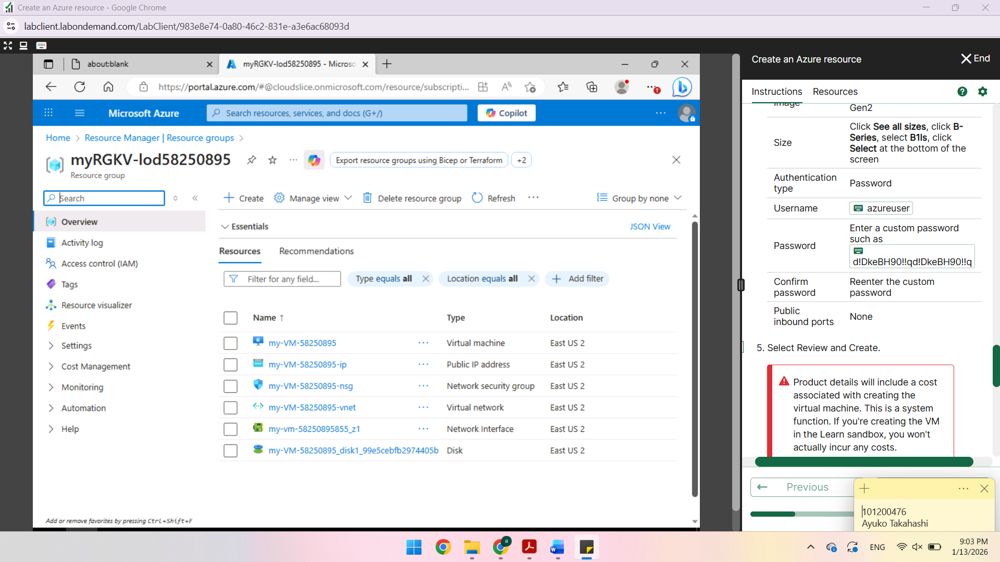 Create an Azure resource - Google Chrome
labclient.labondemand.com/LabClient/983e8e74-0a80-46c2-831e-a3e6ac68093d
about:blank
myRGKV-lod58250895 - Microso
https://portal.azure.com/#@cloudslice.onmicrosoft.com/resource/subscripti...
Microsoft Azure
Search resources, services, and docs (G+/)
Copilot
Home > Resource Manager | Resource groups >
myRGKV-lod58250895
Resource group
Export resource groups using Bicep or Terraform
+2
Search
Create
Manage view
Delete resource group
Refresh
Group by none
Overview
Activity log
Access control (IAM)
Tags
Resource visualizer
Events
Settings
Cost Management
Monitoring
Automation
Help
Essentials
JSON View
Resources
Recommendations
Filter for any field...
Type equals all
Location equals all
Add filter
Name ↑ Type Location
my-VM-58250895 ... Virtual machine East US 2
my-VM-58250895-ip ... Public IP address East US 2
my-VM-58250895-nsg ... Network security group East US 2
my-VM-58250895-vnet ... Virtual network East US 2
my-vm-58250895855_z1 ... Network Interface East US 2
my-VM-58250895_disk1_99e5cebfb2974405b Disk East US 2
Add or remove favorites by pressing Ctrl+Shift+F
Create an Azure resource
End
Instructions
Resources
Image
Gen2
Size
Click See all sizes, click B-
Series, select B1ls, click
Select at the bottom of the
screen
Authentication
type
Password
Username
azureuser
Password
Enter a custom password
such as
d!DkeBH90!!qd!DkeBH90!!q
Confirm
password
Reenter the custom
password
Public
inbound ports
None
5. Select Review and Create.
Product details will include a cost
associated with creating the
virtual machine. This is a system
function. If you're creating the VM
in the Learn sandbox, you won't
actually incur any costs.
Previous
101200476
Ayuko Takahashi
ENG
9:03 PM
1/13/2026